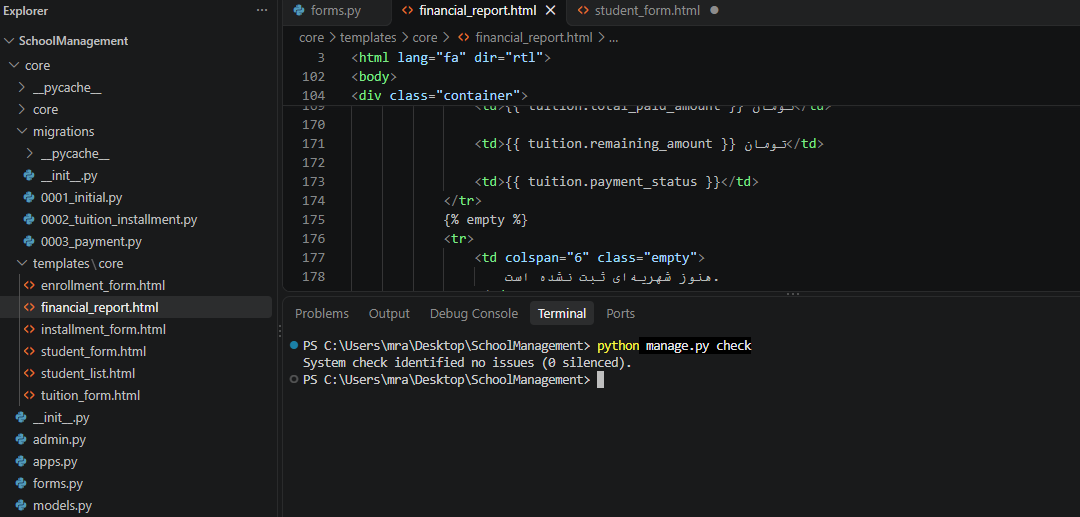 Explorer
SchoolManagement
core
__pycache__
core
migrations
__pycache__
__init__.py
0001_initial.py
0002_tuition_installment.py
0003_payment.py
templates\core
enrollment_form.html
financial_report.html
installment_form.html
student_form.html
student_list.html
tuition_form.html
__init__.py
admin.py
apps.py
forms.py
models.py
forms.py
financial_report.html
student_form.html
core > templates > core > <> financial_report.html > ...
3 <html lang="fa" dir="rtl">
102 <body>
104 <div class="container">
169 <td>{{ tuition.total_paid_amount }} تومان</td>
170
171 <td>{{ tuition.remaining_amount }} تومان</td>
172
173 <td>{{ tuition.payment_status }}</td>
174 </tr>
175 {% empty %}
176 <tr>
177 <td colspan="6" class="empty">
178 هنوز شهریه‌ای ثبت نشده است.
Problems Output Debug Console Terminal Ports
PS C:\Users\mra\Desktop\SchoolManagement> python manage.py check
System check identified no issues (0 silenced).
PS C:\Users\mra\Desktop\SchoolManagement>